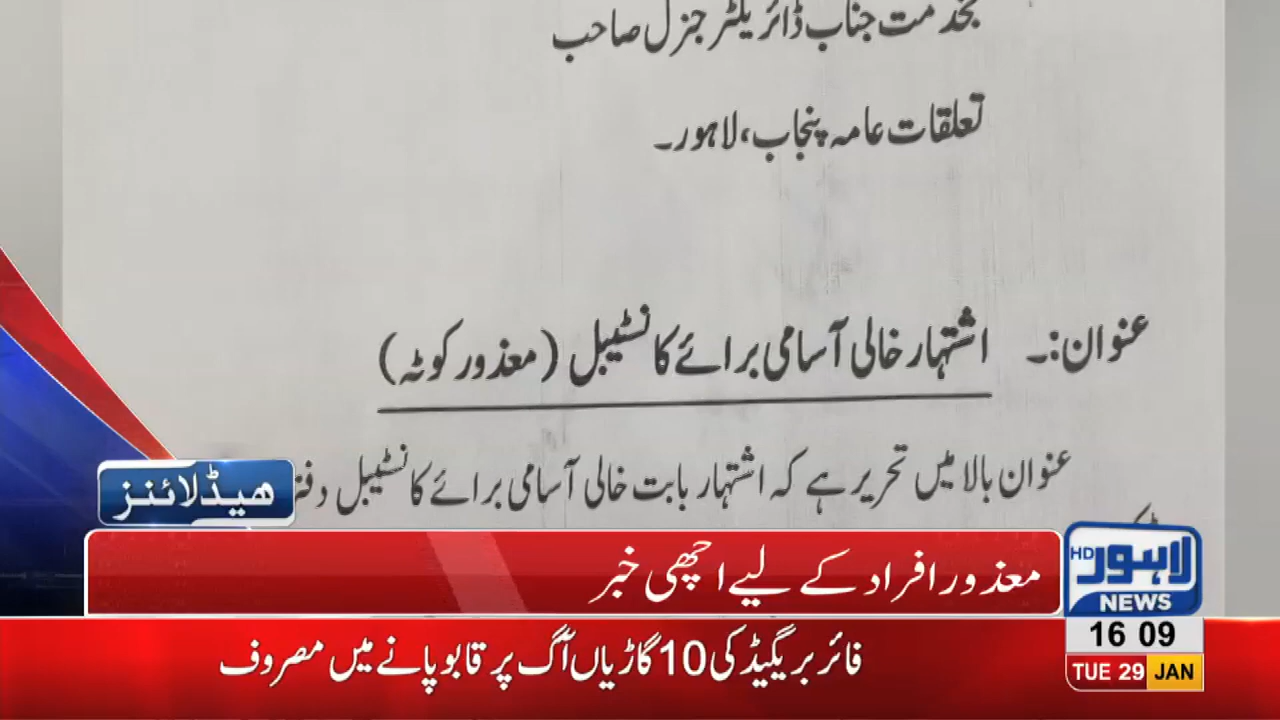 بخدمت جناب ڈائریکٹر جنرل صاحب
تعلقات عامہ پنجاب، لاہور۔
عنوان:۔ اشتہار خالی آسامی برائے کانسٹیبل (معذور کوٹہ)
عنوان بالا میں تحریر ہے کہ اشتہار بابت خالی آسامی برائے کانسٹیبل
ھیڈلائنز
معذور افراد کے لیے اچھی خبر
لاہور HD
NEWS
16 09
TUE 29 JAN
فائر بریگیڈ کی 10 گاڑیاں آگ پر قابو پانے میں مصروف